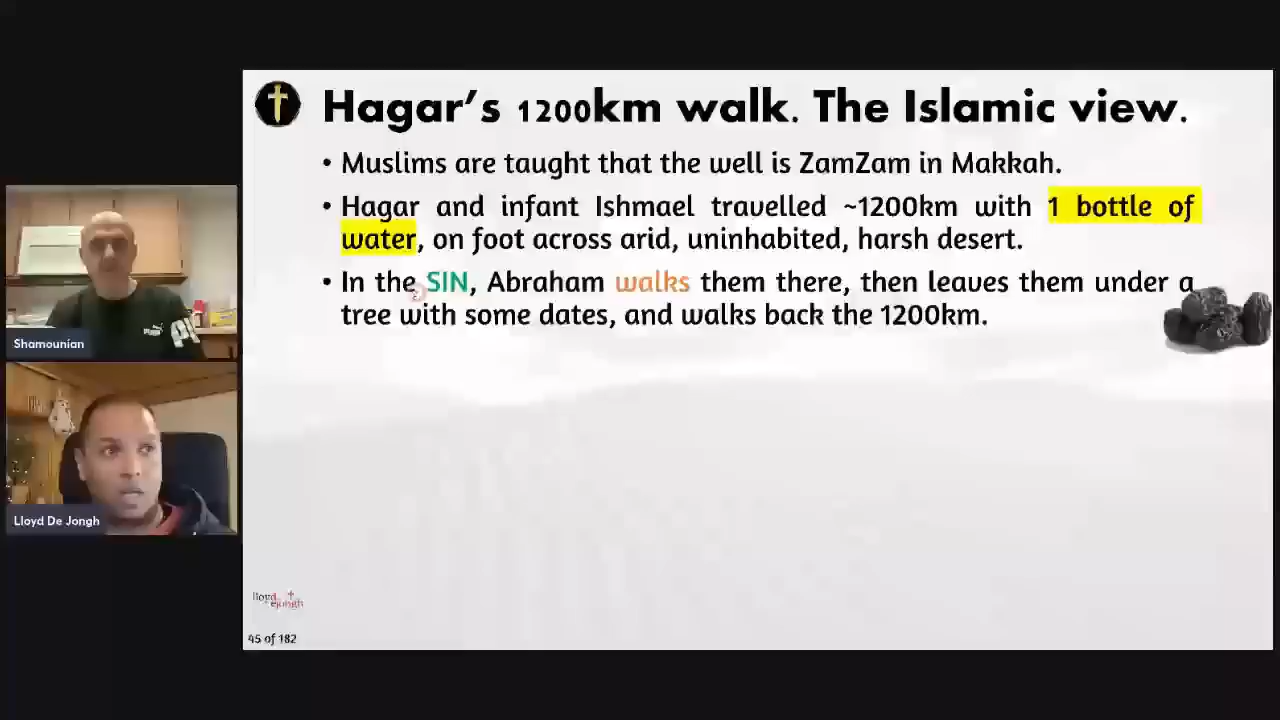 Hagar's 1200km walk. The Islamic view.
• Muslims are taught that the well is ZamZam in Makkah.
• Hagar and infant Ishmael travelled ~1200km with 1 bottle of
water, on foot across arid, uninhabited, harsh desert.
• In the SIN, Abraham walks them there, then leaves them under a
tree with some dates, and walks back the 1200km.
Shamounian
Lloyd De Jongh
lloyd
dejongh
45 of 182